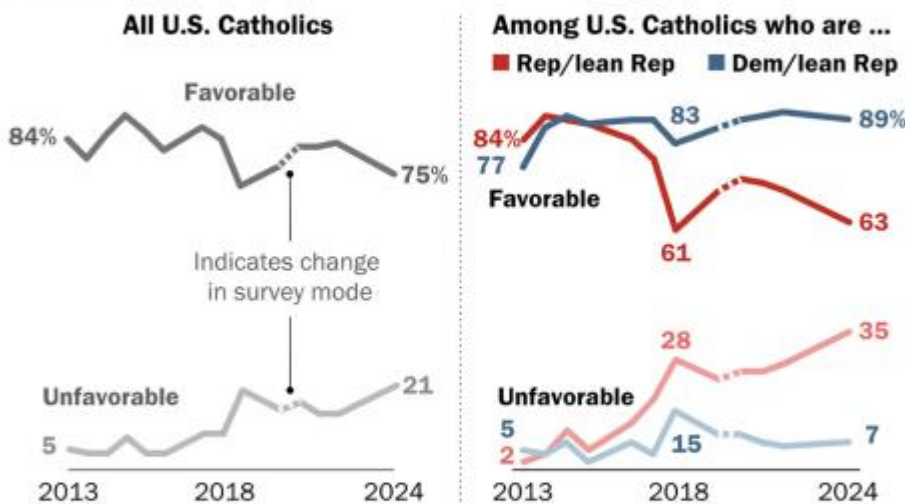 All U.S. Catholics
Favorable
84%
75%
Indicates change
in survey mode
Unfavorable
5
21
2013
2018
2024
Among U.S. Catholics who are ...
Rep/lean Rep
Dem/lean Rep
84%
77
83
89%
Favorable
61
63
28
35
Unfavorable
5
2
15
7
2013
2018
2024